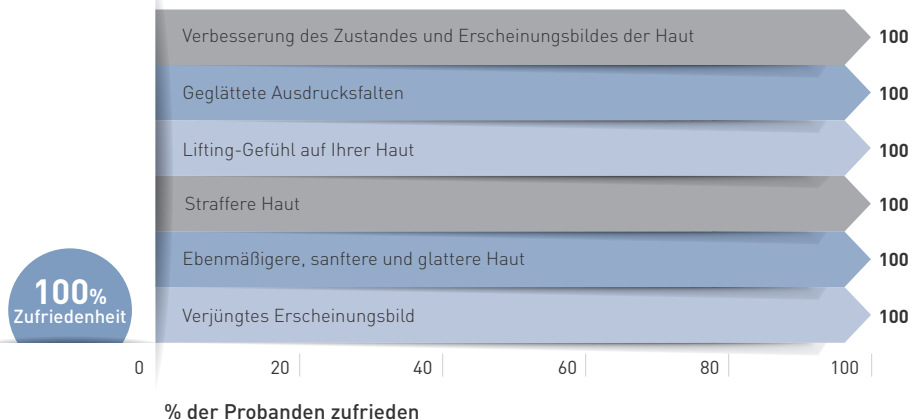 Verbesserung des Zustandes und Erscheinungsbildes der Haut 100
Geglättete Ausdrucksfalten 100
Lifting-Gefühl auf Ihrer Haut 100
Straffere Haut 100
Ebenmäßigere, sanftere und glattere Haut 100
Verjüngtes Erscheinungsbild 100
100%
Zufriedenheit
0 20 40 60 80 100
% der Probanden zufrieden